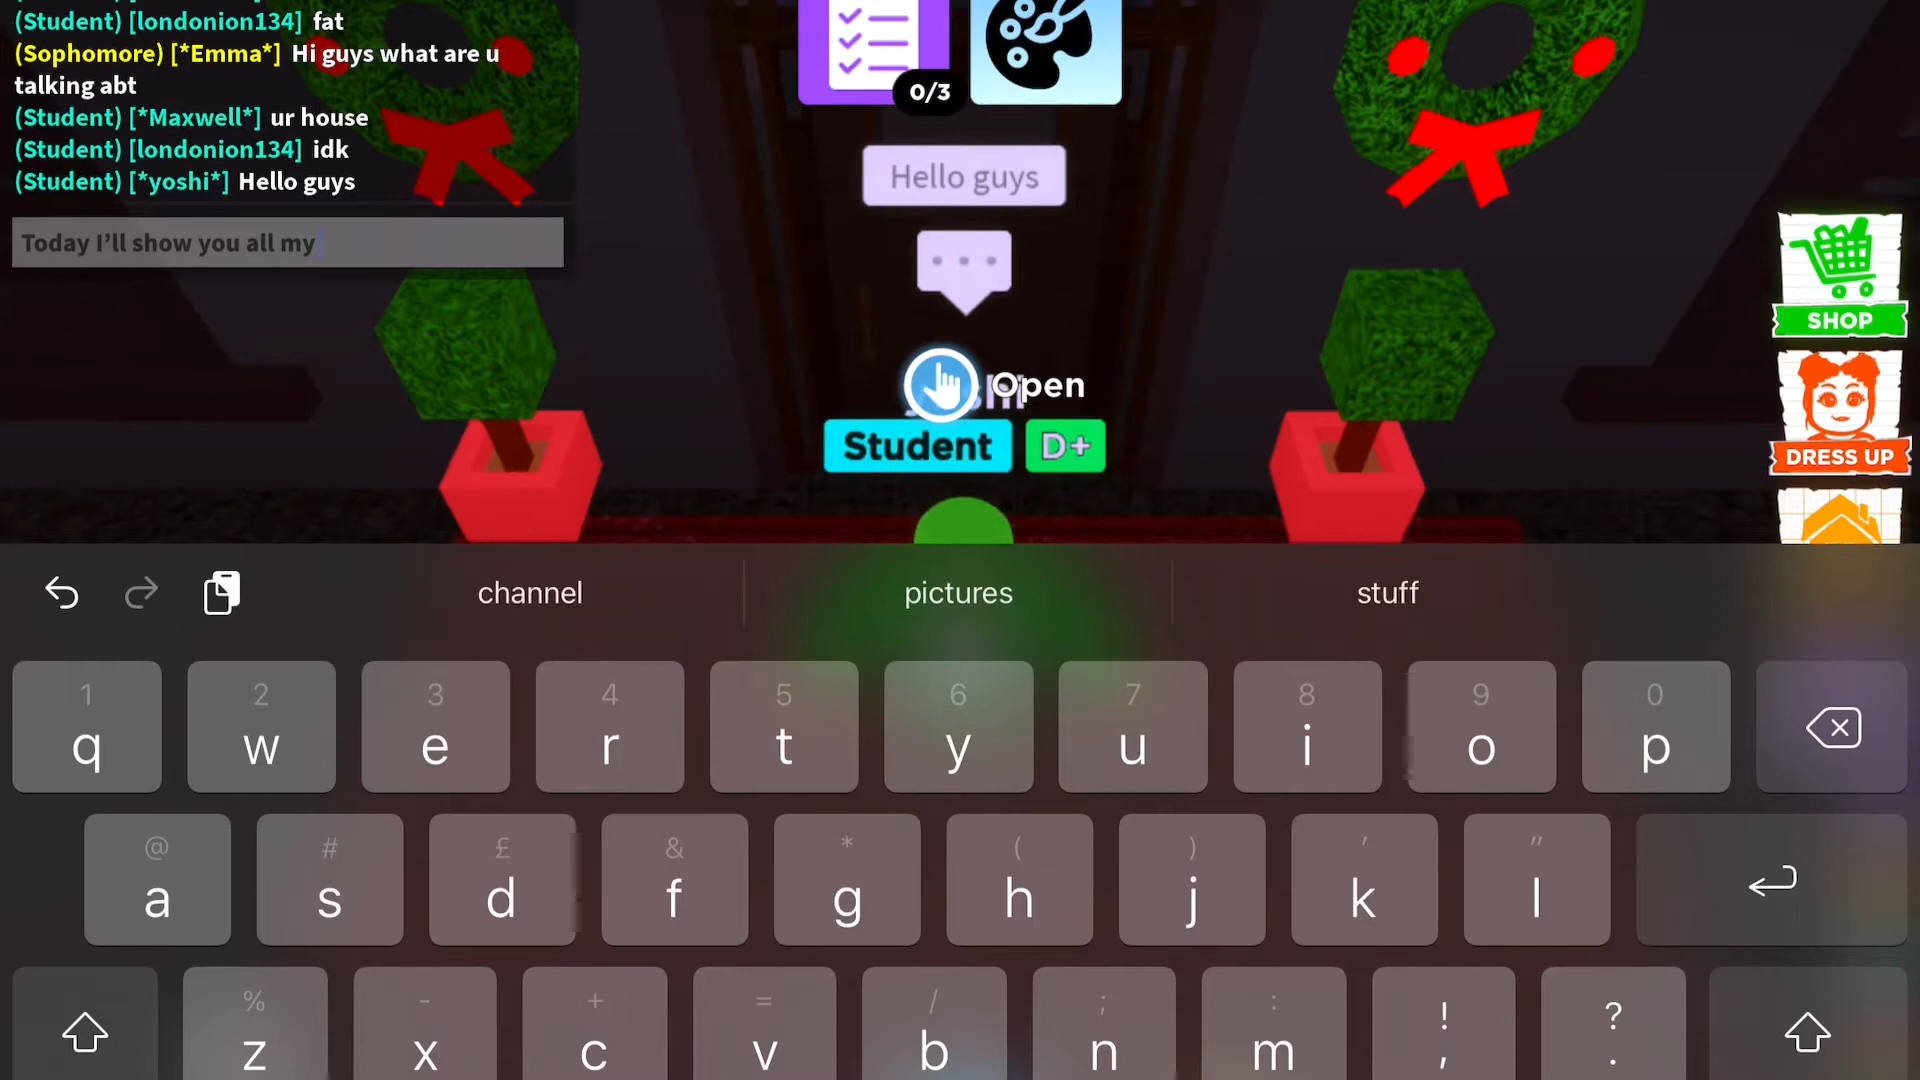 (Student) [londonion134] fat
(Sophomore) [*Emma*] Hi guys what are u
talking abt
(Student) [*Maxwell*] ur house
(Student) [londonion134] idk
(Student) [*yoshi*] Hello guys
Today I’ll show you all my
0/3
Hello guys
Open
Student D+
SHOP
DRESS UP
channel pictures stuff
1 2 3 4 5 6 7 8 9 0
q w e r t y u i o p
@ # £ & * ( ) ' "
a s d f g h j k l
% - + = / ; : ! ?
z x c v b n m , .